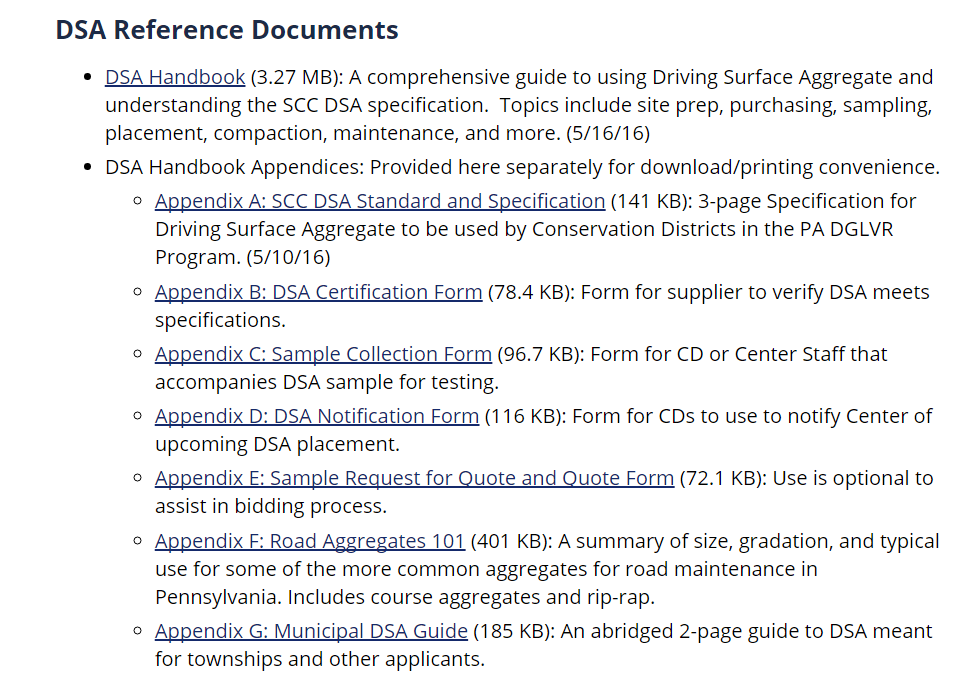 DSA Reference Documents
DSA Handbook (3.27 MB): A comprehensive guide to using Driving Surface Aggregate and
understanding the SCC DSA specification.  Topics include site prep, purchasing, sampling,
placement, compaction, maintenance, and more. (5/16/16)
DSA Handbook Appendices: Provided here separately for download/printing convenience.
Appendix A: SCC DSA Standard and Specification (141 KB): 3-page Specification for
Driving Surface Aggregate to be used by Conservation Districts in the PA DGLVR
Program. (5/10/16)
Appendix B: DSA Certification Form (78.4 KB): Form for supplier to verify DSA meets
specifications.
Appendix C: Sample Collection Form (96.7 KB): Form for CD or Center Staff that
accompanies DSA sample for testing.
Appendix D: DSA Notification Form (116 KB): Form for CDs to use to notify Center of
upcoming DSA placement.
Appendix E: Sample Request for Quote and Quote Form (72.1 KB): Use is optional to
assist in bidding process.
Appendix F: Road Aggregates 101 (401 KB): A summary of size, gradation, and typical
use for some of the more common aggregates for road maintenance in
Pennsylvania. Includes course aggregates and rip-rap.
Appendix G: Municipal DSA Guide (185 KB): An abridged 2-page guide to DSA meant
for townships and other applicants.